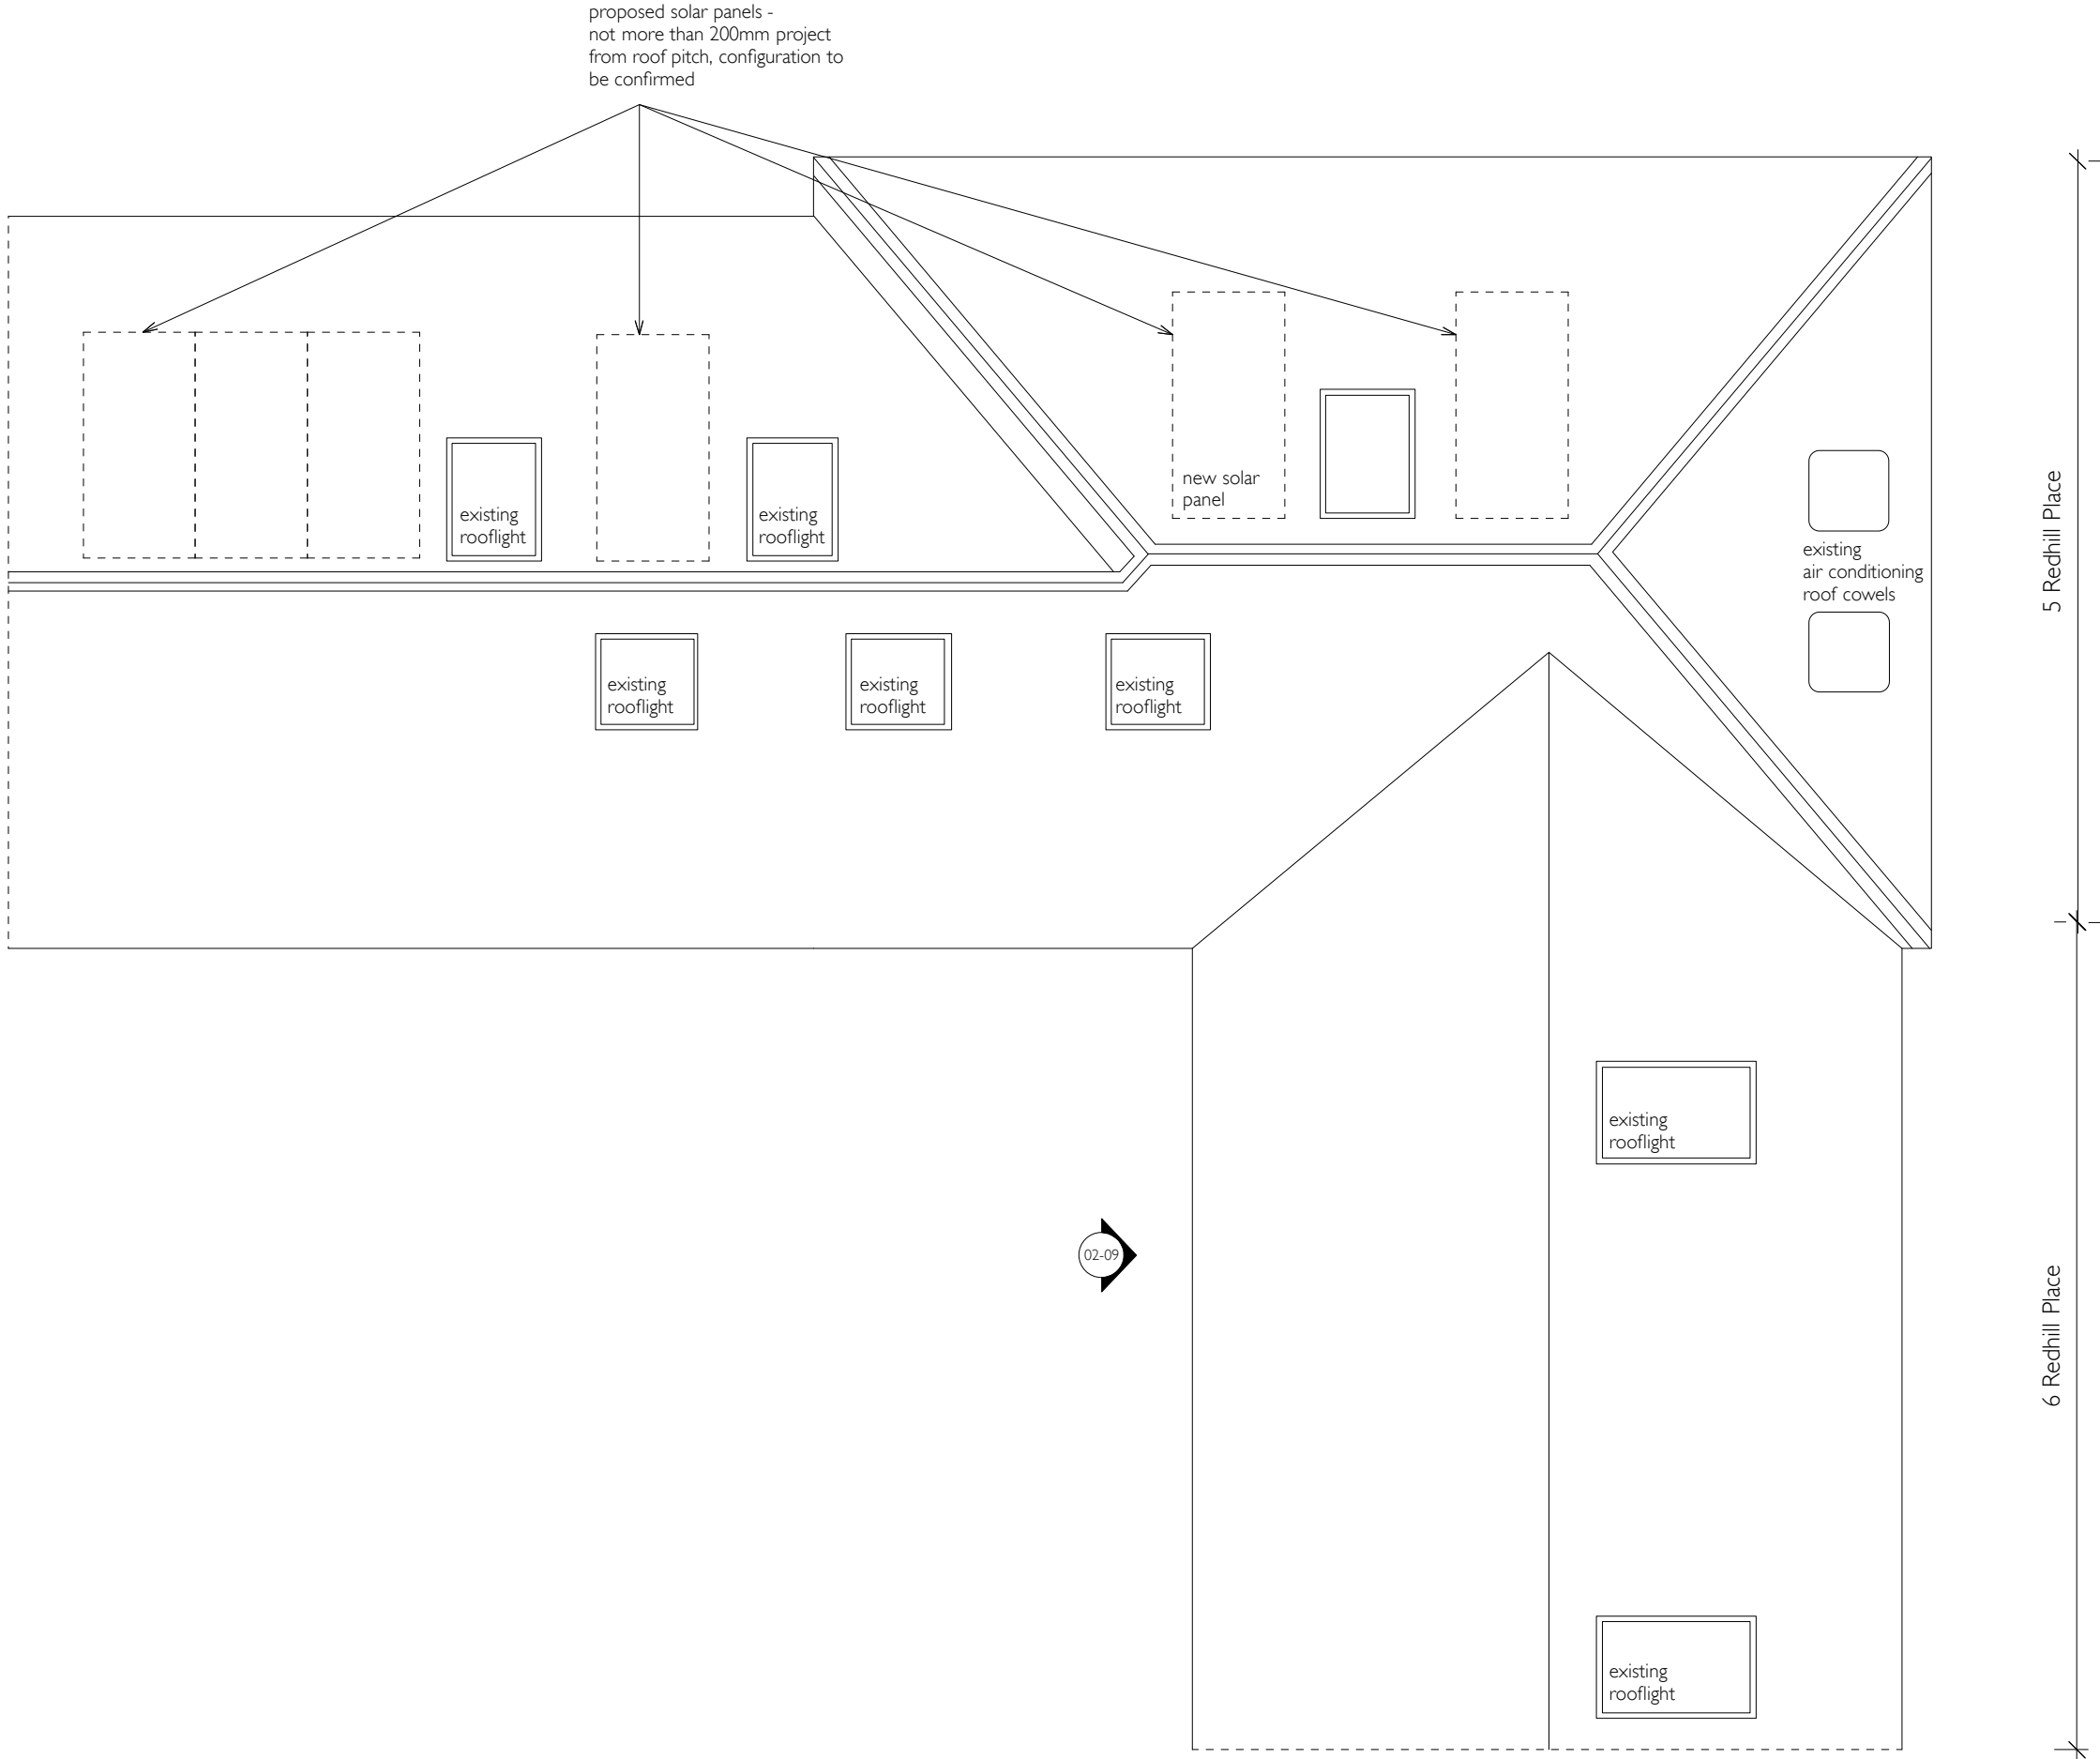 proposed solar panels -
not more than 200mm project
from roof pitch, configuration to
be confirmed
new solar
panel
existing
rooflight
existing
rooflight
existing
air conditioning
roof cowels
5 Redhill Place
existing
rooflight
existing
rooflight
existing
rooflight
existing
rooflight
02-09
6 Redhill Place
existing
rooflight